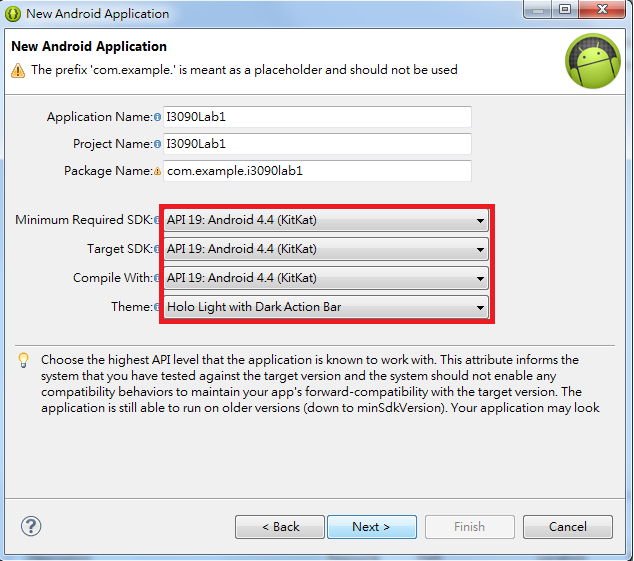 New Android Application
New Android Application
The prefix 'com.example.' is meant as a placeholder and should not be used
Application Name: I3090Lab1
Project Name: I3090Lab1
Package Name: com.example.i3090lab1
Minimum Required SDK: API 19: Android 4.4 (KitKat)
Target SDK: API 19: Android 4.4 (KitKat)
Compile With: API 19: Android 4.4 (KitKat)
Theme: Holo Light with Dark Action Bar
Choose the highest API level that the application is known to work with. This attribute informs the
system that you have tested against the target version and the system should not enable any
compatibility behaviors to maintain your app's forward-compatibility with the target version. The
application is still able to run on older versions (down to minSdkVersion). Your application may look
? < Back Next > Finish Cancel